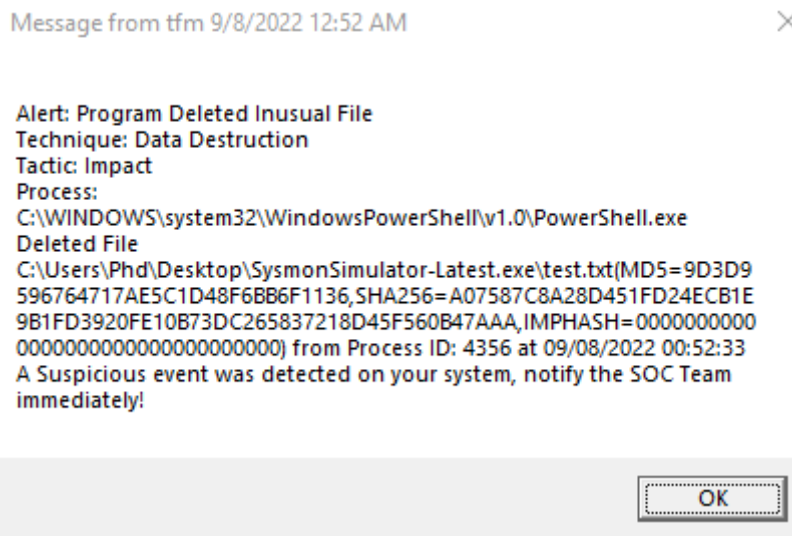 Message from tfm 9/8/2022 12:52 AM
Alert: Program Deleted Inusual File
Technique: Data Destruction
Tactic: Impact
Process:
C:\WINDOWS\system32\WindowsPowerShell\v1.0\PowerShell.exe
Deleted File
C:\Users\Phd\Desktop\SysmonSimulator-Latest.exe\test.txt(MD5=9D3D9
596764717AE5C1D48F6BB6F1136,SHA256=A07587C8A28D451FD24ECB1E
9B1FD3920FE10B73DC265837218D45F560B47AAA,IMPHASH=0000000000
0000000000000000000000) from Process ID: 4356 at 09/08/2022 00:52:33
A Suspicious event was detected on your system, notify the SOC Team
immediately!
OK